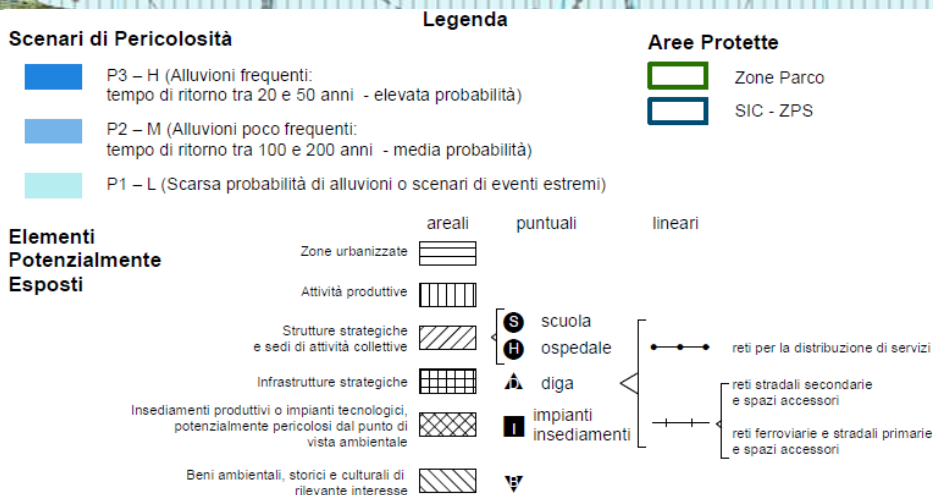 Legenda
Scenari di Pericolosità
P3 – H (Alluvioni frequenti:
tempo di ritorno tra 20 e 50 anni - elevata probabilità)
P2 – M (Alluvioni poco frequenti:
tempo di ritorno tra 100 e 200 anni - media probabilità)
P1 – L (Scarsa probabilità di alluvioni o scenari di eventi estremi)
Aree Protette
Zone Parco
SIC - ZPS
Elementi
Potenzialmente
Esposti
areali puntuali lineari
Zone urbanizzate
Attività produttive
Strutture strategiche
e sedi di attività collettive
Infrastrutture strategiche
Insediamenti produttivi o impianti tecnologici,
potenzialmente pericolosi dal punto di
vista ambientale
Beni ambientali, storici e culturali di
rilevante interesse
S scuola
H ospedale
D diga
I impianti
insediamenti
B
reti per la distribuzione di servizi
reti stradali secondarie
e spazi accessori
reti ferroviarie e stradali primarie
e spazi accessori